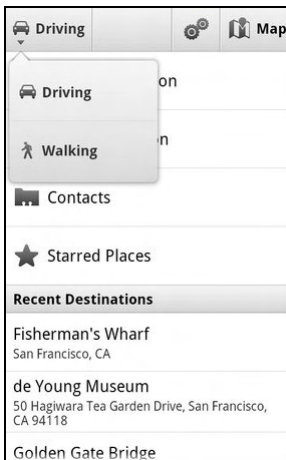 Driving Map
Driving
on
Walking
n
Contacts
Starred Places
Recent Destinations
Fisherman's Wharf
San Francisco, CA
de Young Museum
50 Hagiwara Tea Garden Drive, San Francisco,
CA 94118
Golden Gate Bridge